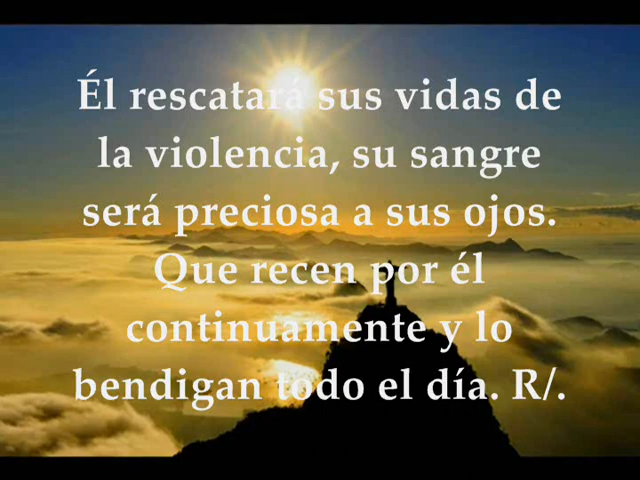 Él rescatará sus vidas de
la violencia, su sangre
será preciosa a sus ojos.
Que recen por él
continuamente y lo
bendigan todo el día. R/.